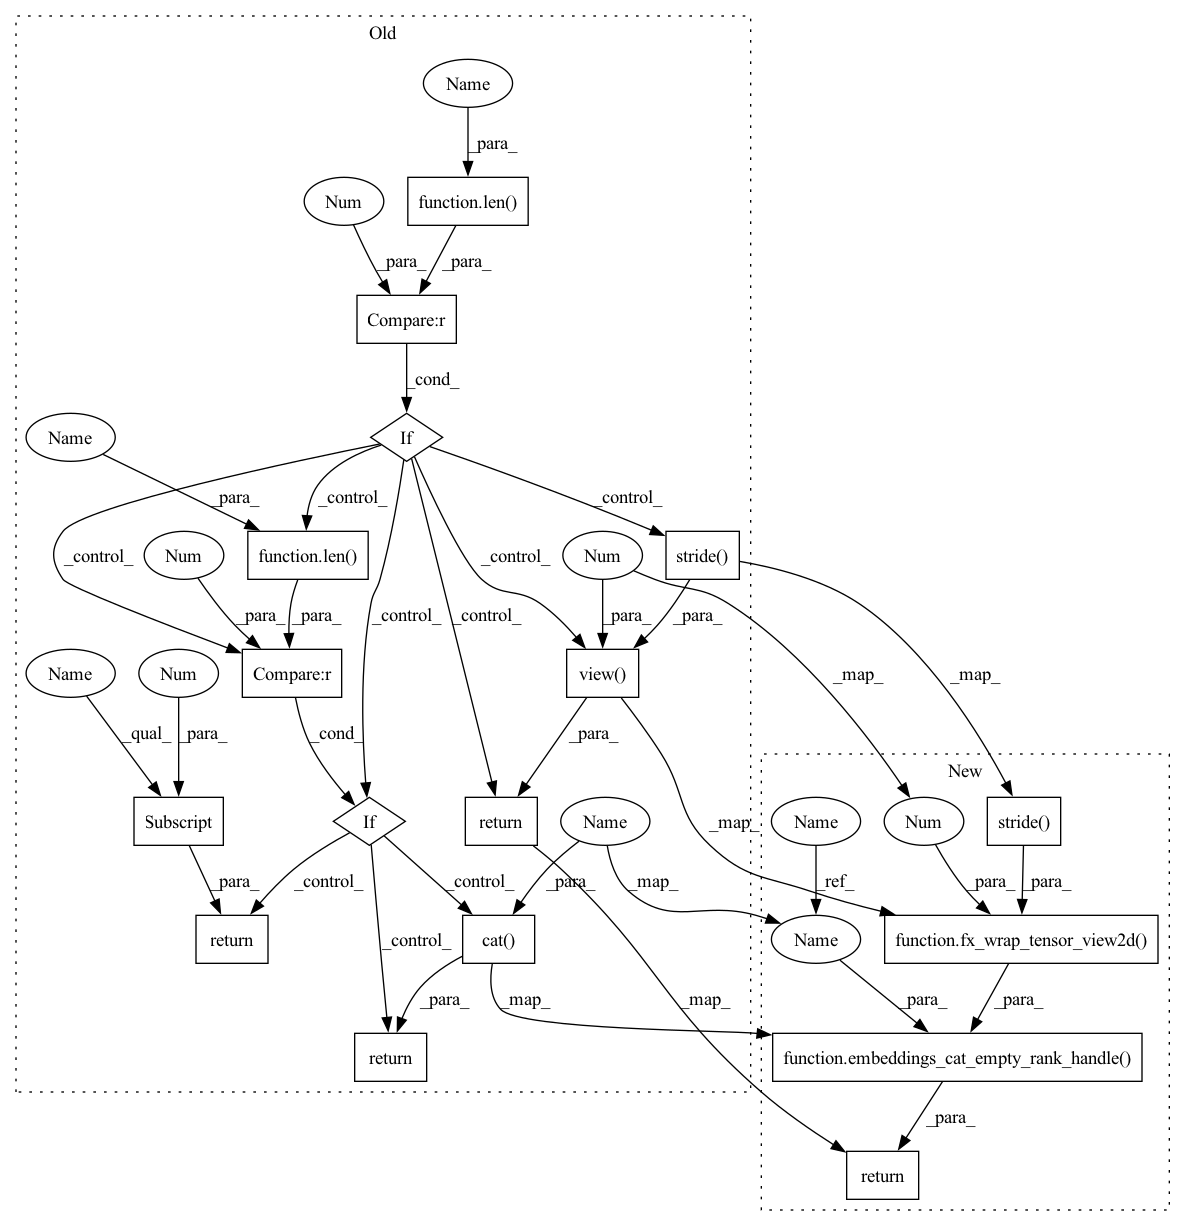 Old
Name
_para_
Num
function.len()
_para_
_para_
Compare:r
_cond_
Name
If
_para_
_control_
_control_
Num
function.len()
Num
stride()
_control_
_control_
_para_
_para_
_control_
_control_
_para_
_para_
Name
Num
Compare:r
view()
_map_
_map_
_qual_
_para_
_cond_
_para_
New
Subscript
If
return
Name
Name
Num
stride()
_map_
_para_
_control_
_control_
_para_
_map_
_ref_
_para_
_para_
return
_control_
cat()
Name
function.fx_wrap_tensor_view2d()
_para_
_map_
_map_
_para_
_para_
return
function.embeddings_cat_empty_rank_handle()
_para_
return